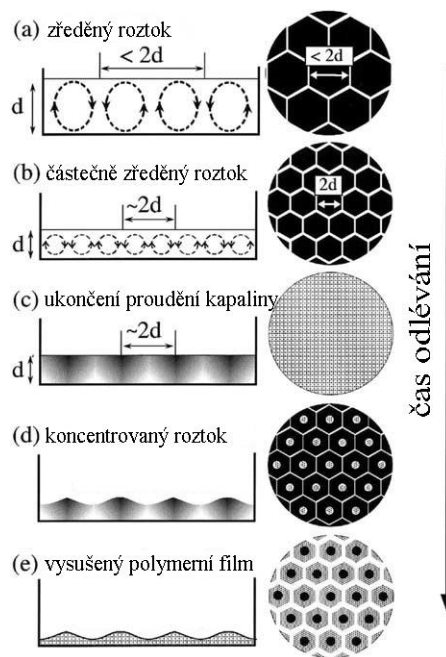 (a) zředěný roztok
< 2d
d
< 2d
(b) částečně zředěný roztok
~2d
d
2d
(c) ukončení proudění kapaliny
~2d
d
(d) koncentrovaný roztok
(e) vysušený polymerní film
čas odlévání